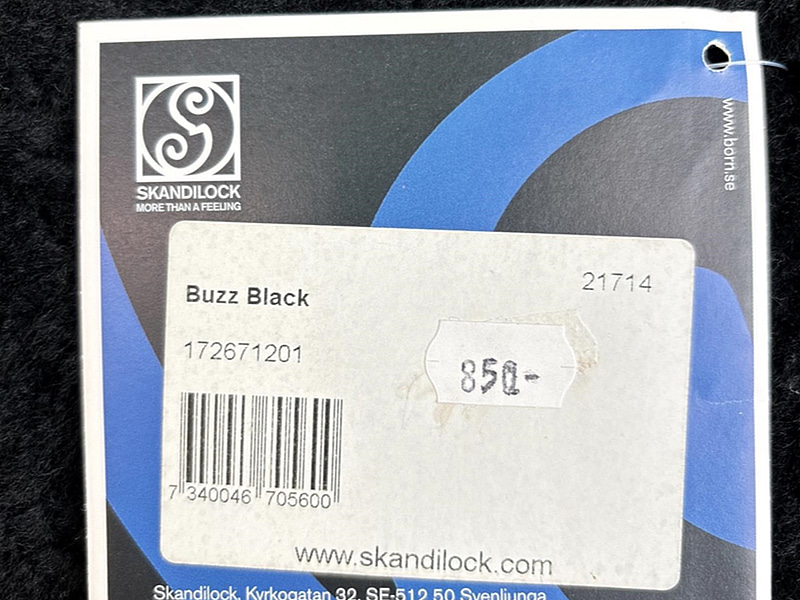 SKANDILOCK
MORE THAN A FEELING
www.born.se
Buzz Black
21714
172671201
850-
7 340046 705600
www.skandilock.com
Skandilock, Kyrkogatan 32, SE-512 50 Svenljunga